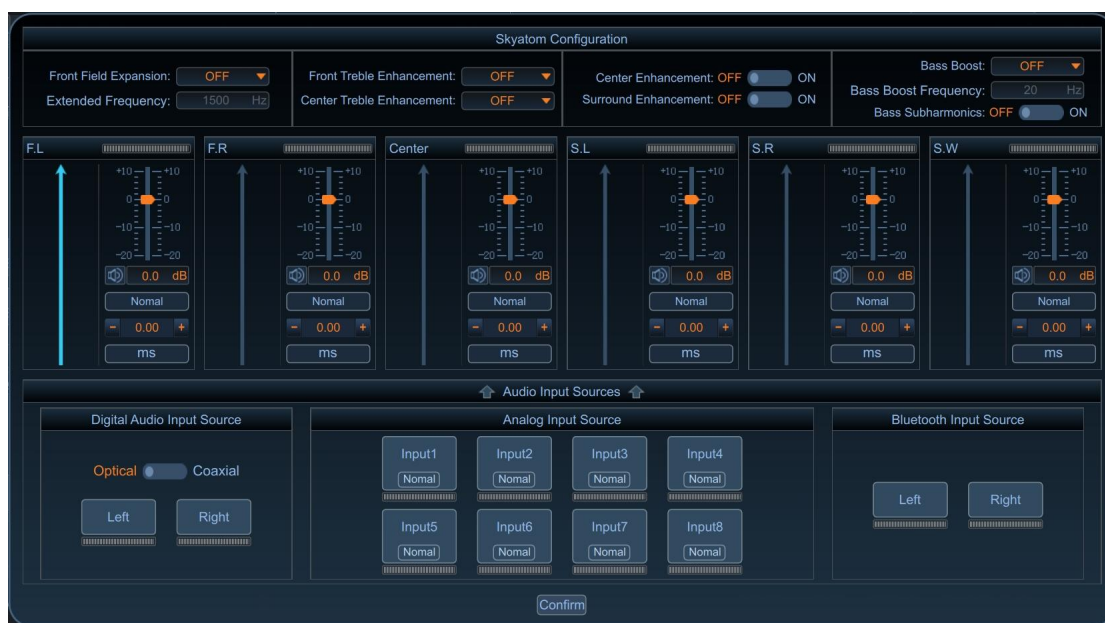 Skyatom Configuration
Front Field Expansion: OFF
Extended Frequency: 1500 Hz
Front Treble Enhancement: OFF
Center Treble Enhancement: OFF
Center Enhancement: OFF ON
Surround Enhancement: OFF ON
Bass Boost: OFF
Bass Boost Frequency: 20 Hz
Bass Subharmonics: OFF ON
F.L
+10 +10
0 0
-10 -10
-20 -20
0.0 dB
Nomal
- 0.00 +
ms
F.R
+10 +10
0 0
-10 -10
-20 -20
0.0 dB
Nomal
- 0.00 +
ms
Center
+10 +10
0 0
-10 -10
-20 -20
0.0 dB
Nomal
- 0.00 +
ms
S.L
+10 +10
0 0
-10 -10
-20 -20
0.0 dB
Nomal
- 0.00 +
ms
S.R
+10 +10
0 0
-10 -10
-20 -20
0.0 dB
Nomal
- 0.00 +
ms
S.W
+10 +10
0 0
-10 -10
-20 -20
0.0 dB
Nomal
- 0.00 +
ms
Audio Input Sources
Digital Audio Input Source
Optical Coaxial
Left Right
Analog Input Source
Input1 Input2 Input3 Input4
Normal Normal Normal Normal
Input5 Input6 Input7 Input8
Normal Normal Normal Normal
Bluetooth Input Source
Left Right
Confirm